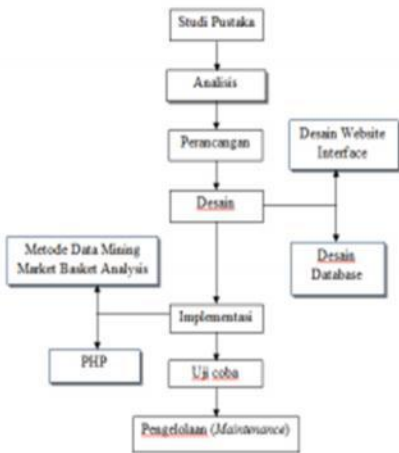 Studi Pustaka
Analisis
Perancangan
Desain Website
Interface
Desain
Desain
Database
Metode Data Mining
Market Basket Analysis
Implementasi
PHP
Uji coba
Pengelolaan (Maintenance)